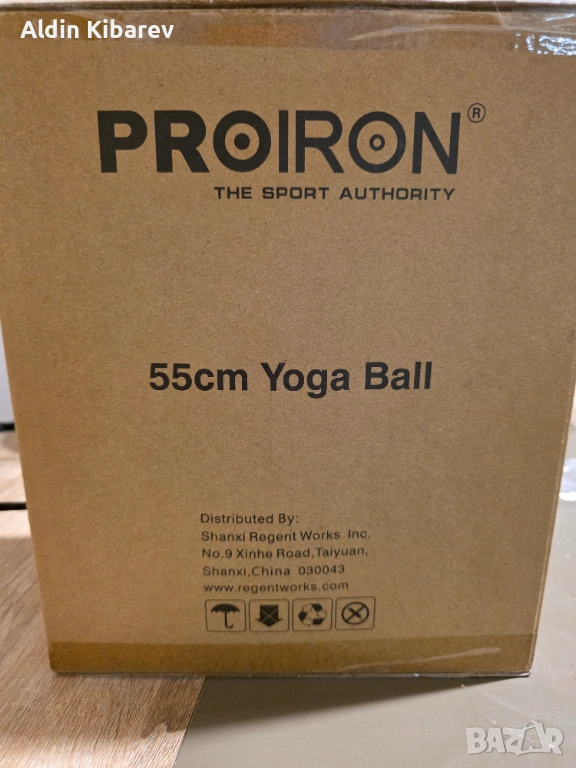 Aldin Kibarev
PROIRON®
THE SPORT AUTHORITY
55cm Yoga Ball
Distributed By:
Shanxi Regent Works Inc.
No.9 Xinhe Road,Taiyuan,
Shanxi,China 030043
www.regentworks.com
BAZAR